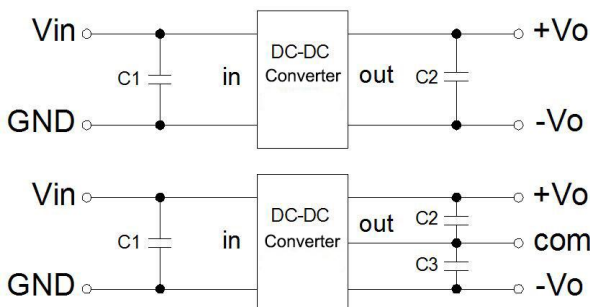 Vin +Vo
DC-DC
C1 in Converter out C2
GND -Vo
Vin +Vo
DC-DC out C2
C1 in Converter com
C3
GND -Vo